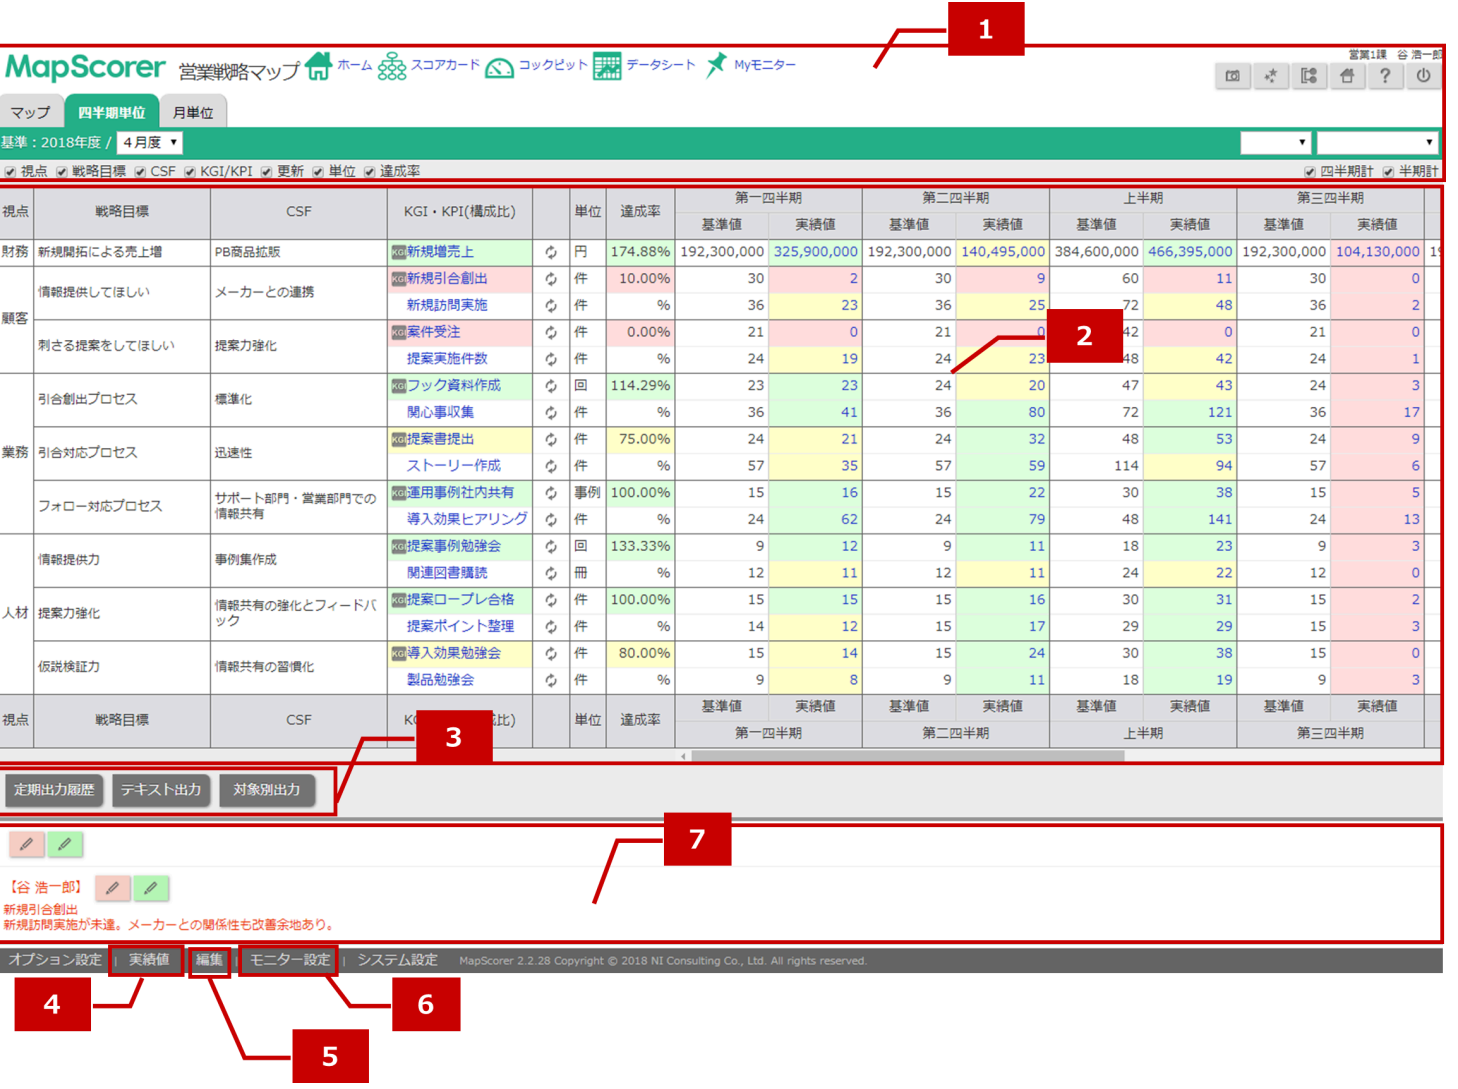 1
MapScorer 営業戦略マップ ホーム スコアカード コックピット データシート Myモニター
営業1課 谷 浩一郎
マップ 四半期単位 月単位
基準：2018年度 / 4月度
視点 戦略目標 CSF KGI/KPI 更新 単位 達成率 四半期計 半期計
視点 戦略目標 CSF KGI・KPI(構成比) 単位 達成率 第一四半期 第二四半期 上半期 第三四半期
基準値 実績値 基準値 実績値 基準値 実績値 基準値 実績値
財務 新規開拓による売上増 PB商品拡販 KGI新規増売上 円 174.88% 192,300,000 325,900,000 192,300,000 140,495,000 384,600,000 466,395,000 192,300,000 104,130,000
顧客 情報提供してほしい メーカーとの連携 KGI新規引合創出 件 10.00% 30 2 30 9 60 11 30 0
新規訪問実施 件 % 36 23 36 25 72 48 36 2
刺さる提案をしてほしい 提案力強化 KGI案件受注 件 0.00% 21 0 21 0 42 0 21 0
2
提案実施件数 件 % 24 19 24 23 48 42 24 1
業務 引合創出プロセス 標準化 KGIフック資料作成 回 114.29% 23 23 24 20 47 43 24 3
関心事収集 件 % 36 41 36 80 72 121 36 17
引合対応プロセス 迅速性 KGI提案書提出 件 75.00% 24 21 24 32 48 53 24 9
ストーリー作成 件 % 57 35 57 59 114 94 57 6
フォロー対応プロセス サポート部門・営業部門での情報共有 KGI運用事例社内共有 事例 100.00% 15 16 15 22 30 38 15 5
導入効果ヒアリング 件 % 24 62 24 79 48 141 24 13
人材 情報提供力 事例集作成 KGI提案事例勉強会 回 133.33% 9 12 9 11 18 23 9 3
関連図書購読 冊 % 12 11 12 11 24 22 12 0
提案力強化 情報共有の強化とフィードバック KGI提案ロープレ合格 件 100.00% 15 15 15 16 30 31 15 2
提案ポイント整理 件 % 14 12 15 17 29 29 15 3
仮説検証力 情報共有の習慣化 KGI導入効果勉強会 件 80.00% 15 14 15 24 30 38 15 0
製品勉強会 件 % 9 8 9 11 18 19 9 3
視点 戦略目標 CSF 単位 達成率 基準値 実績値 基準値 実績値 基準値 実績値 基準値 実績値
第一四半期 第二四半期 上半期 第三四半期
3
定期出力履歴 テキスト出力 対象別出力
7
【谷 浩一郎】
新規引合創出
新規訪問実施が未達。メーカーとの関係性も改善余地あり。
オプション設定 | 実績値 | 編集 | モニター設定 | システム設定 MapScorer 2.2.28 Copyright © 2018 NI Consulting Co., Ltd. All rights reserved.
4
6
5